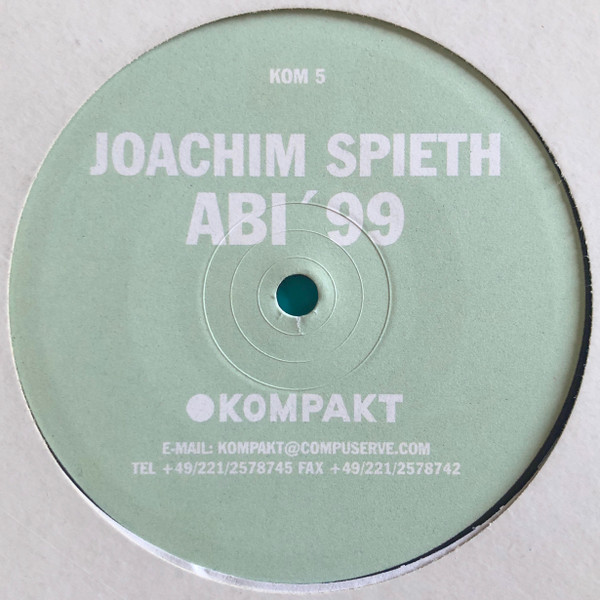 KOM 5
JOACHIM SPIETH
ABI´99
KOMPAKT
E-MAIL: KOMPAKT@COMPUSERVE.COM
TEL +49/221/2578745 FAX +49/221/2578742